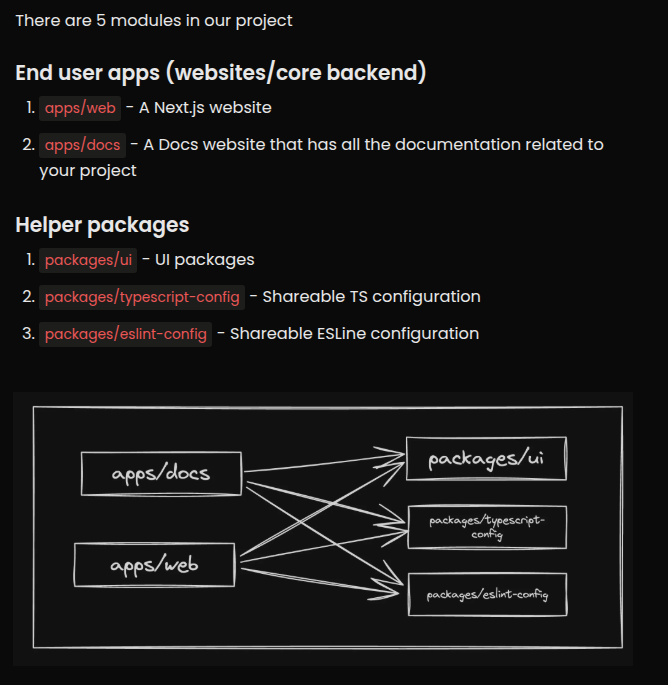 There are 5 modules in our project
End user apps (websites/core backend)
1. apps/web - A Next.js website
2. apps/docs - A Docs website that has all the documentation related to
your project
Helper packages
1. packages/ui - UI packages
2. packages/typescript-config - Shareable TS configuration
3. packages/eslint-config - Shareable ESLine configuration
apps/docs
packages/ui
packages/typescript-
config
apps/web
packages/eslint-config